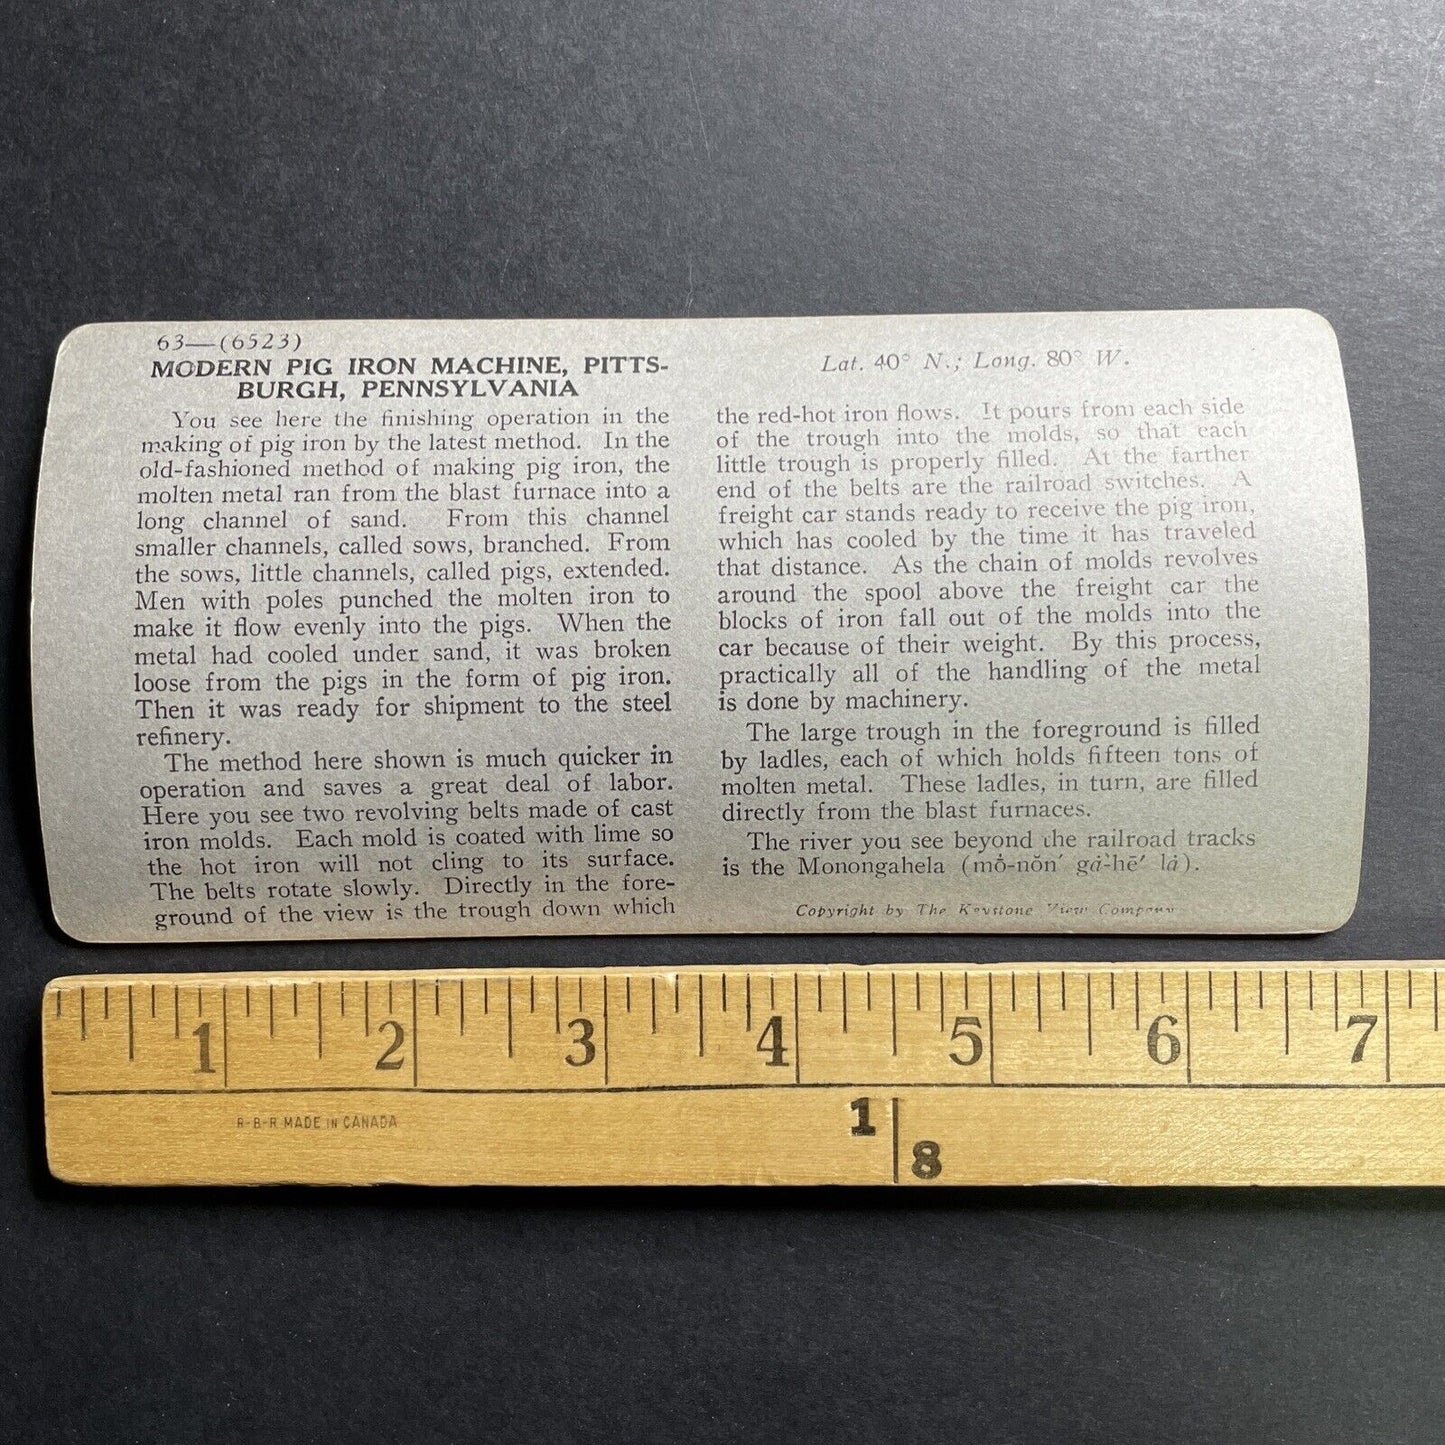 63—(6523)
MODERN PIG IRON MACHINE, PITTS-
BURGH, PENNSYLVANIA
You see here the finishing operation in the
making of pig iron by the latest method. In the
old-fashioned method of making pig iron, the
molten metal ran from the blast furnace into a
long channel of sand. From this channel
smaller channels, called sows, branched. From
the sows, little channels, called pigs, extended.
Men with poles punched the molten iron to
make it flow evenly into the pigs. When the
metal had cooled under sand, it was broken
loose from the pigs in the form of pig iron.
Then it was ready for shipment to the steel
refinery.
The method here shown is much quicker in
operation and saves a great deal of labor.
Here you see two revolving belts made of cast
iron molds. Each mold is coated with lime so
the hot iron will not cling to its surface.
The belts rotate slowly. Directly in the fore-
ground of the view is the trough down which
Lat. 40° N.; Long. 80° W.
the red-hot iron flows. It pours from each side
of the trough into the molds, so that each
little trough is properly filled. At the farther
end of the belts are the railroad switches. A
freight car stands ready to receive the pig iron,
which has cooled by the time it has traveled
that distance. As the chain of molds revolves
around the spool above the freight car the
blocks of iron fall out of the molds into the
car because of their weight. By this process,
practically all of the handling of the metal
is done by machinery.
The large trough in the foreground is filled
by ladles, each of which holds fifteen tons of
molten metal. These ladles, in turn, are filled
directly from the blast furnaces.
The river you see beyond the railroad tracks
is the Monongahela (mȯ-nŏn′ gȧ-hē′ lȧ).
Copyright by The Keystone View Company
1 2 3 4 5 6 7
R-B-R MADE IN CANADA
1 8